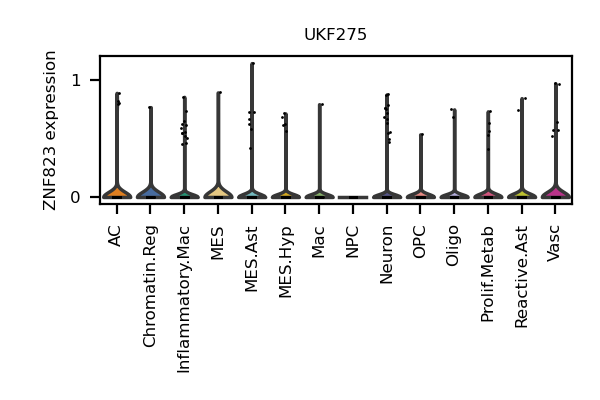 UKF275
ZNF823 expression
1
0
AC
Chromatin.Reg
Inflammatory.Mac
MES
MES.Ast
MES.Hyp
Mac
NPC
Neuron
OPC
Oligo
Prolif.Metab
Reactive.Ast
Vasc